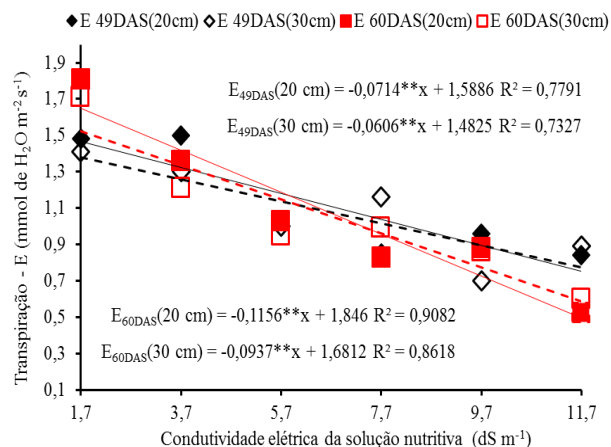 ◆E 49DAS(20cm) ◇E 49DAS(30cm) ■E 60DAS(20cm) □E 60DAS(30cm)
Transpiração - E (mmol de H₂O m⁻² s⁻¹)
1,9
1,7
1,5
1,3
1,1
0,9
0,7
0,5
0,3
0,1
E₄₉DAS(20 cm) = -0,0714**x + 1,5886 R² = 0,7791
E₄₉DAS(30 cm) = -0,0606**x + 1,4825 R² = 0,7327
E₆₀DAS(20 cm) = -0,1156**x + 1,846 R² = 0,9082
E₆₀DAS(30 cm) = -0,0937**x + 1,6812 R² = 0,8618
1,7 3,7 5,7 7,7 9,7 11,7
Condutividade elétrica da solução nutritiva (dS m⁻¹)